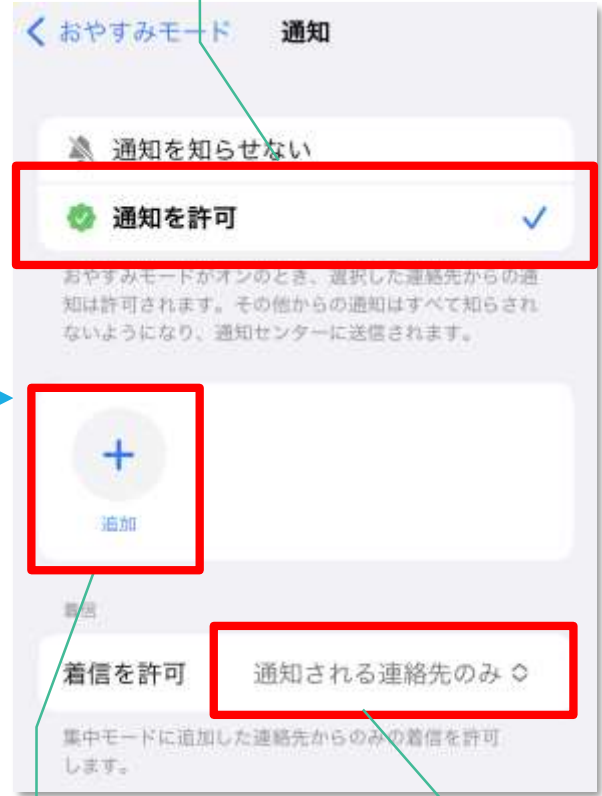 おやすみモード 通知
通知を知らせない
通知を許可
おやすみモードがオンのとき、選択した連絡先からの通
知は許可されます。その他からの通知はすべて知らされ
ないようになり、通知センターに送信されます。
追加
着信
着信を許可 通知される連絡先のみ
集中モードに追加した連絡先からのみの着信を許可
します。